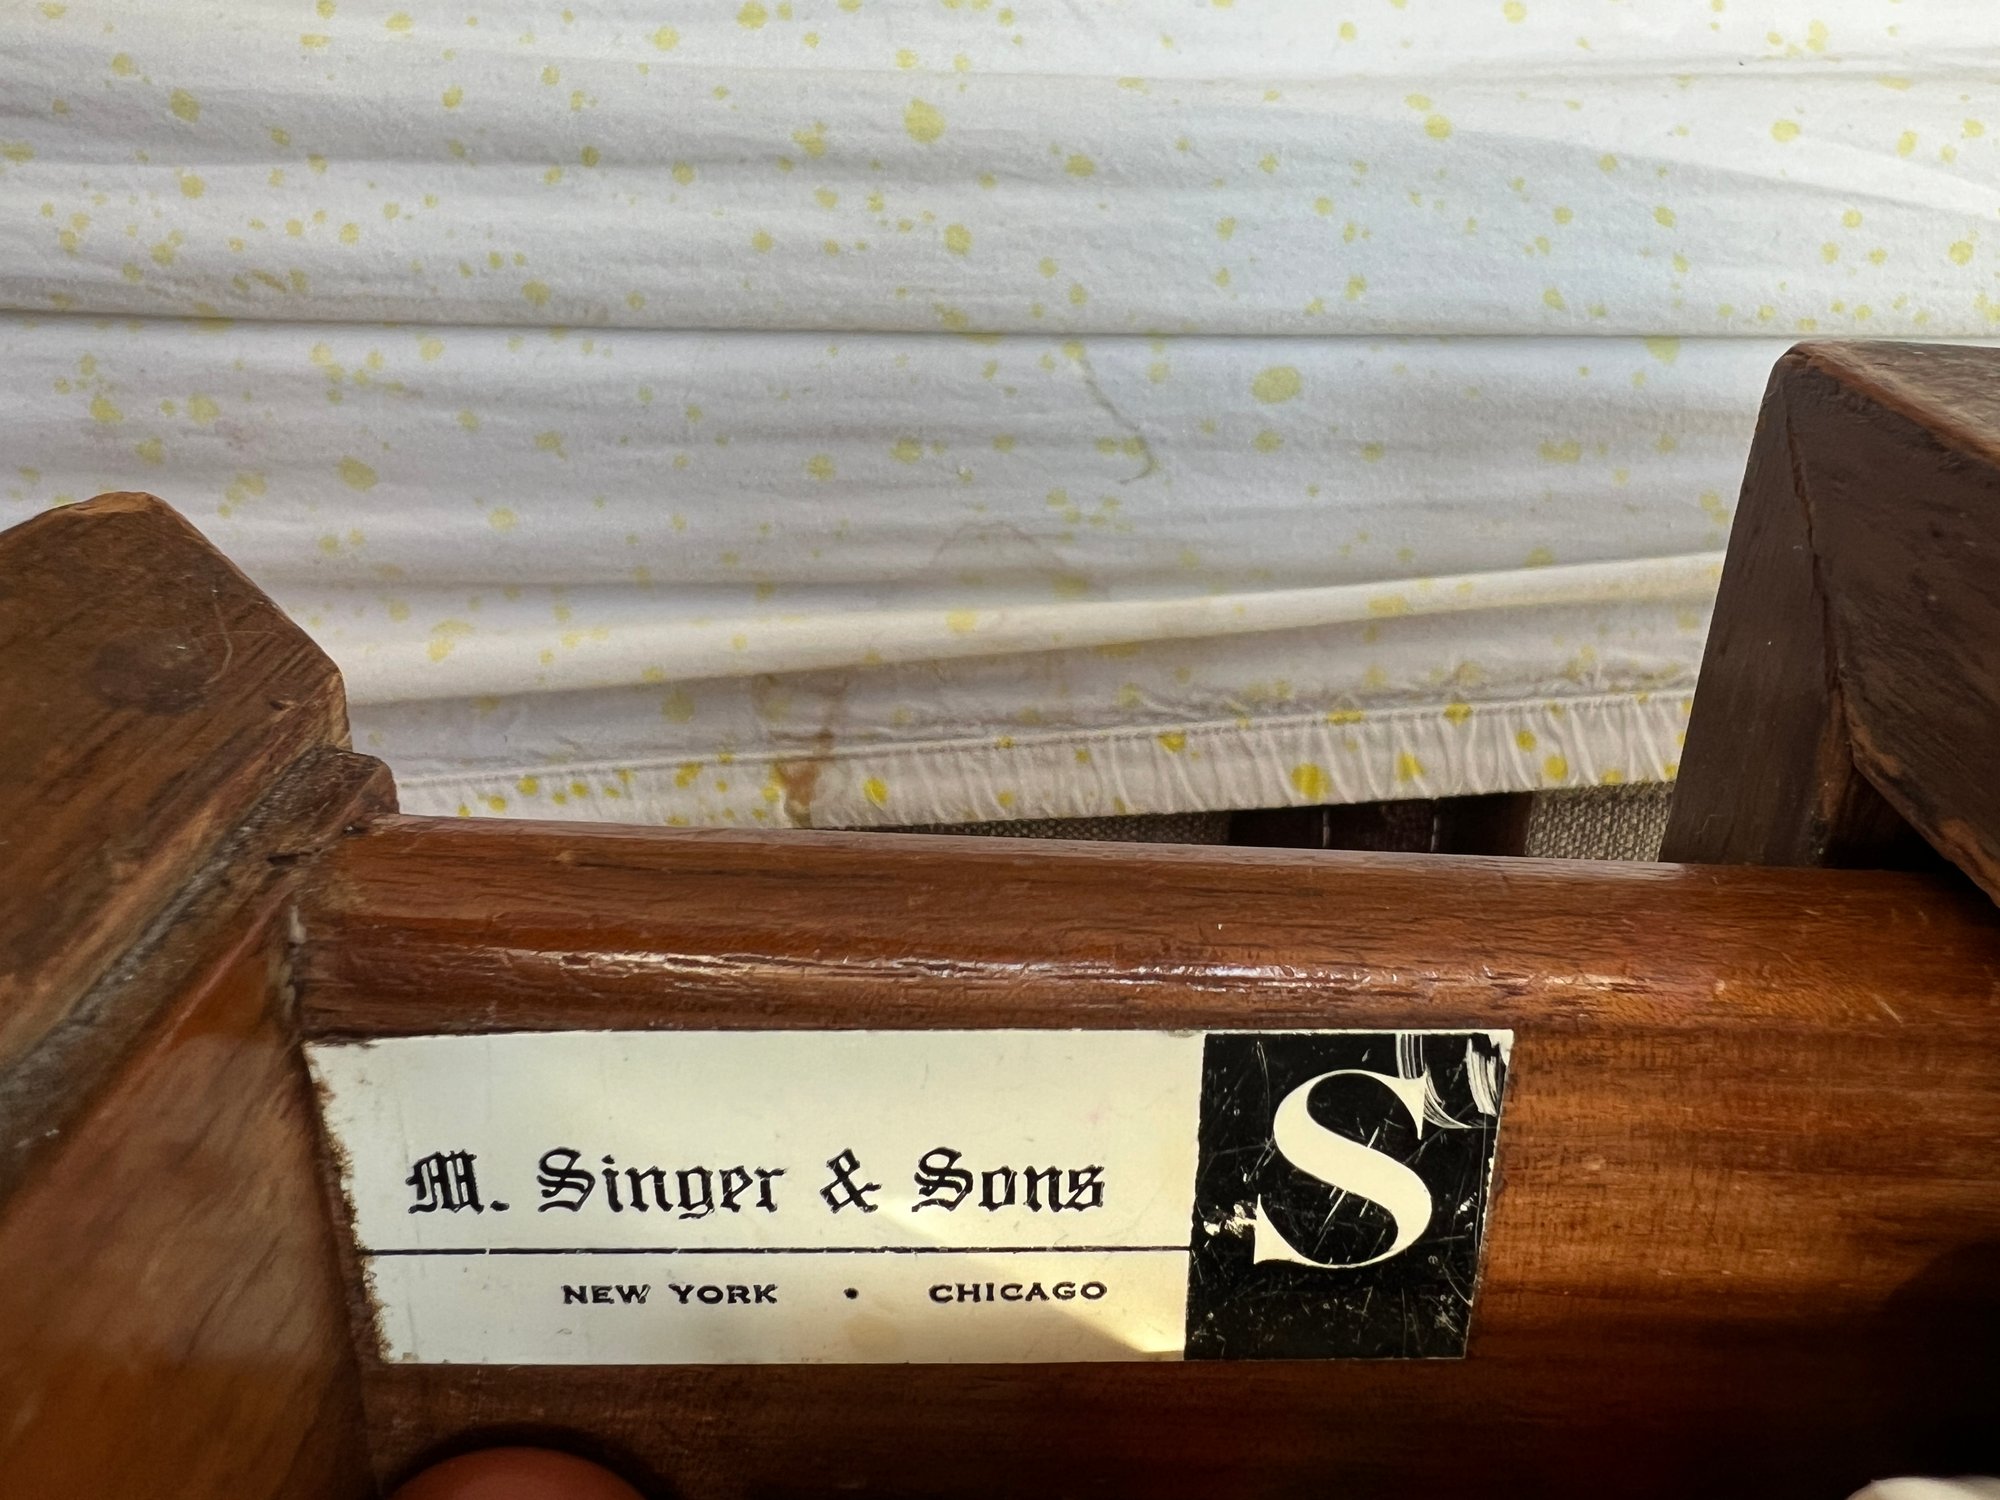 M. Singer & Sons
NEW YORK • CHICAGO
S